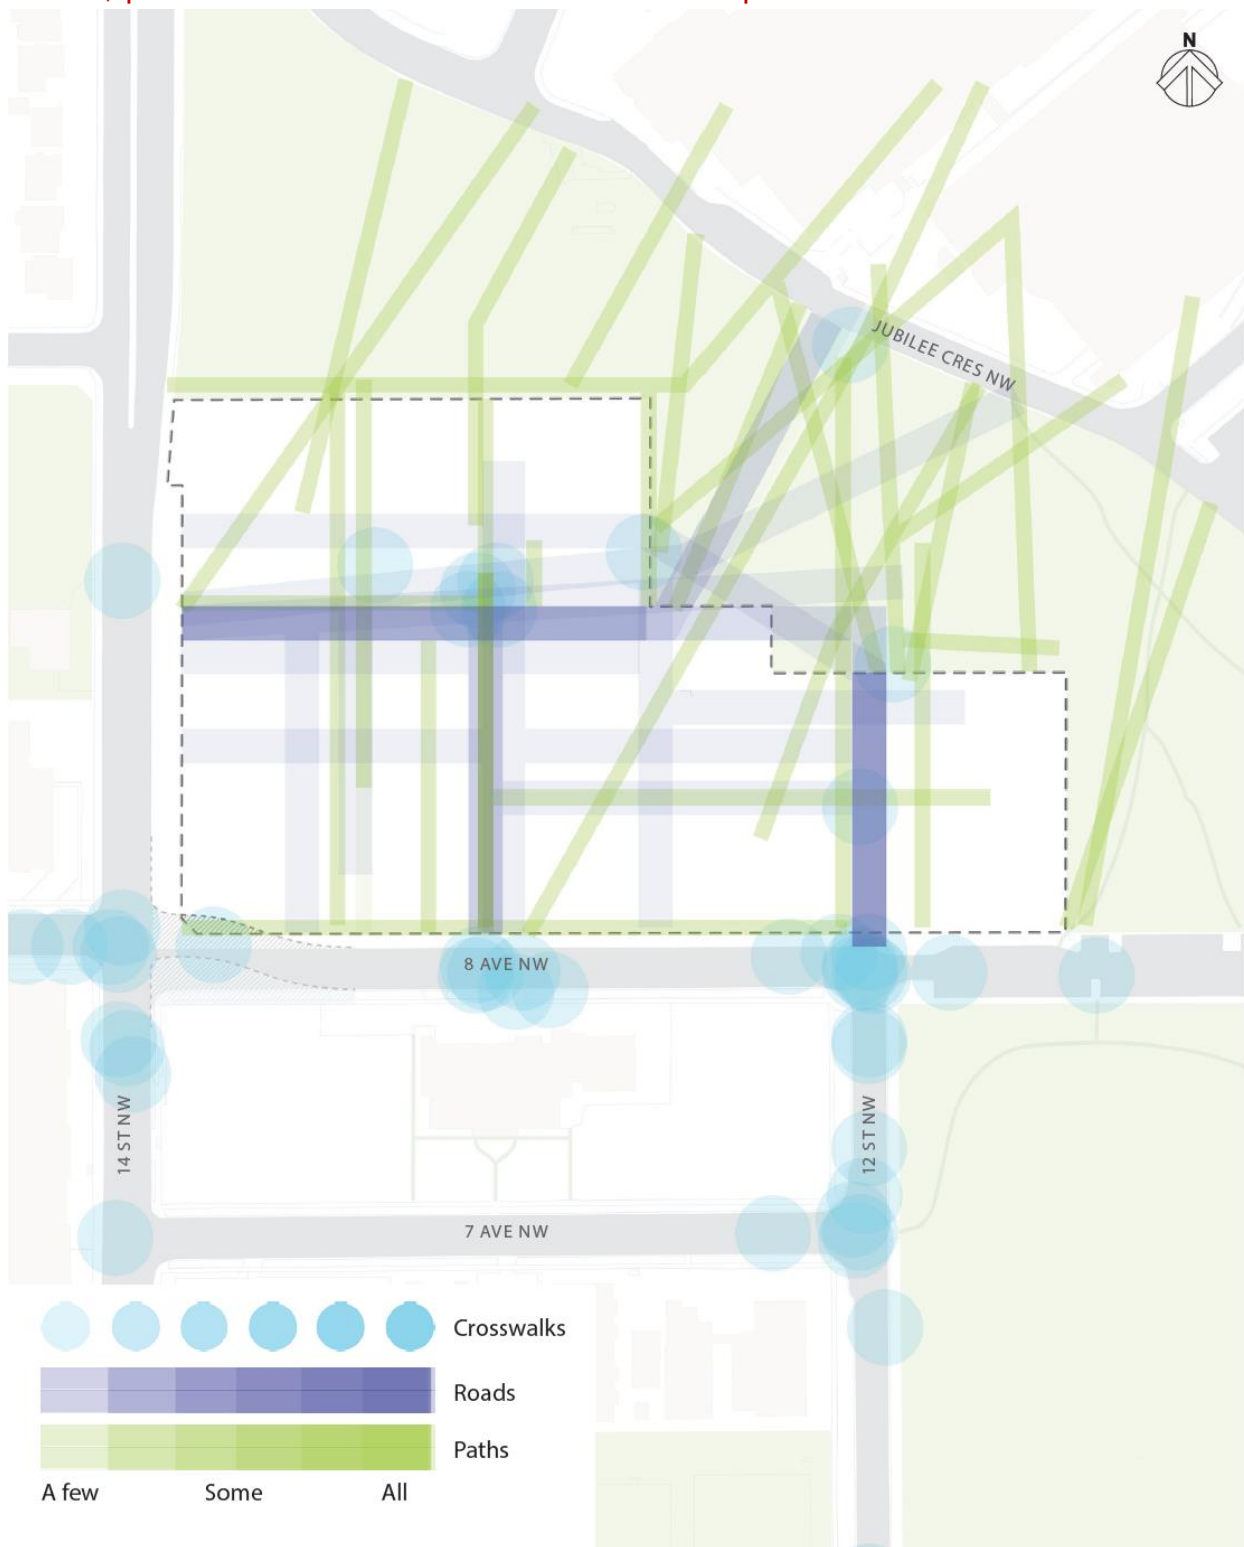 N
JUBILEE CRES NW
8 AVE NW
14 ST NW
12 ST NW
7 AVE NW
Crosswalks
Roads
Paths
A few Some All